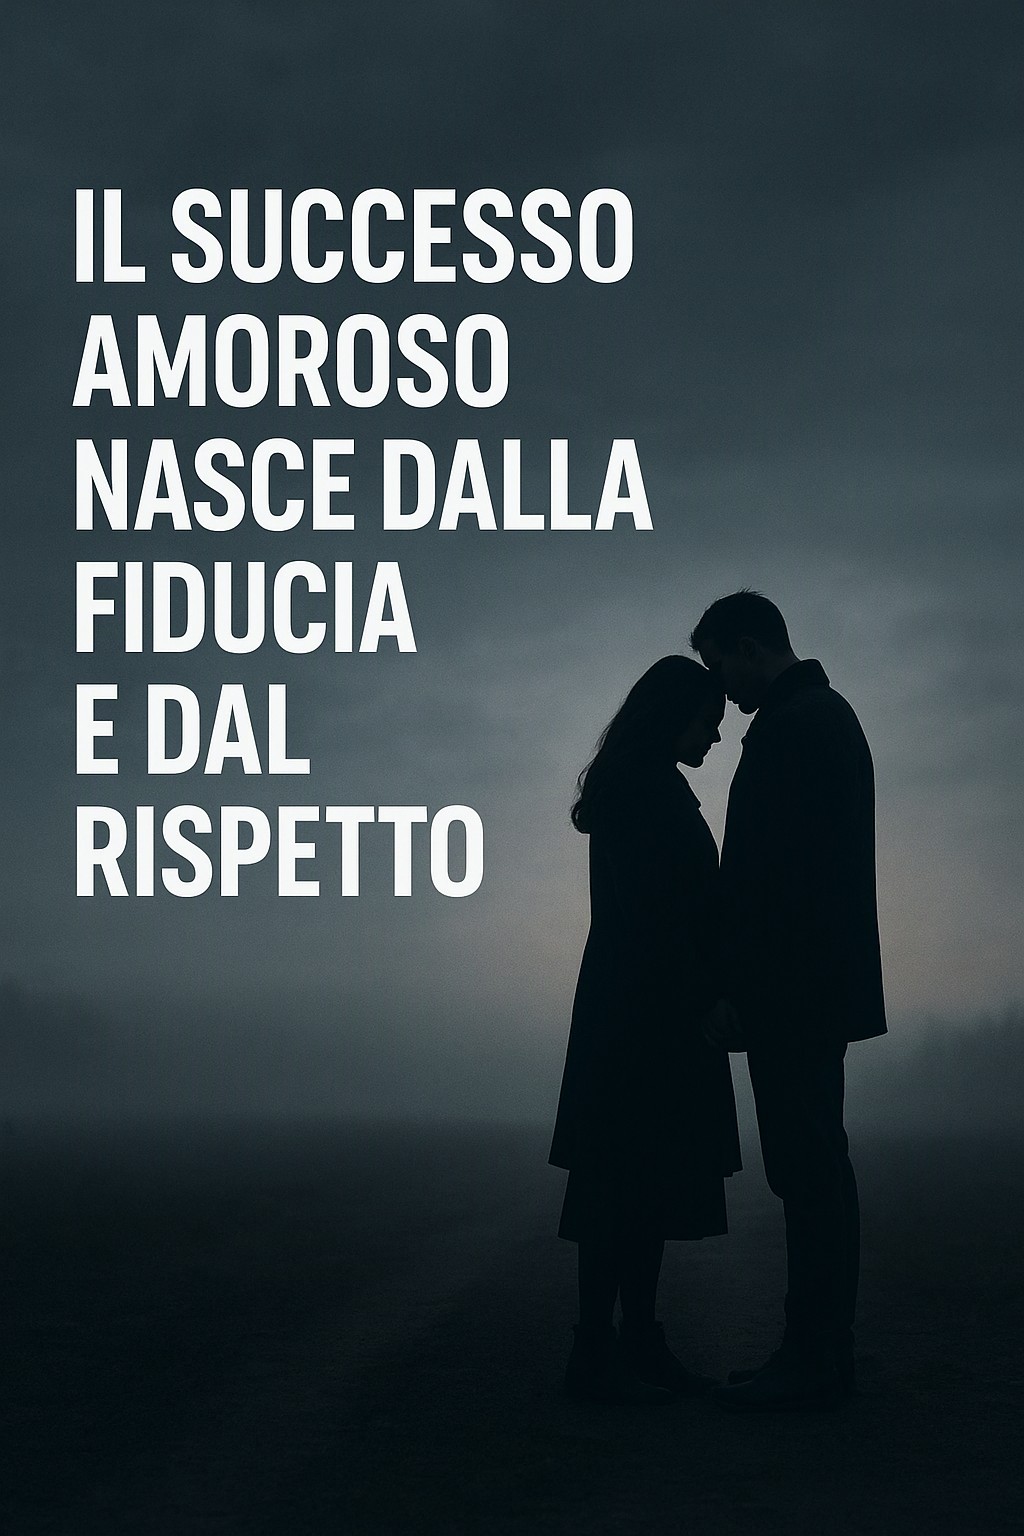 IL SUCCESSO
AMOROSO
NASCE DALLA
FIDUCIA
E DAL
RISPETTO